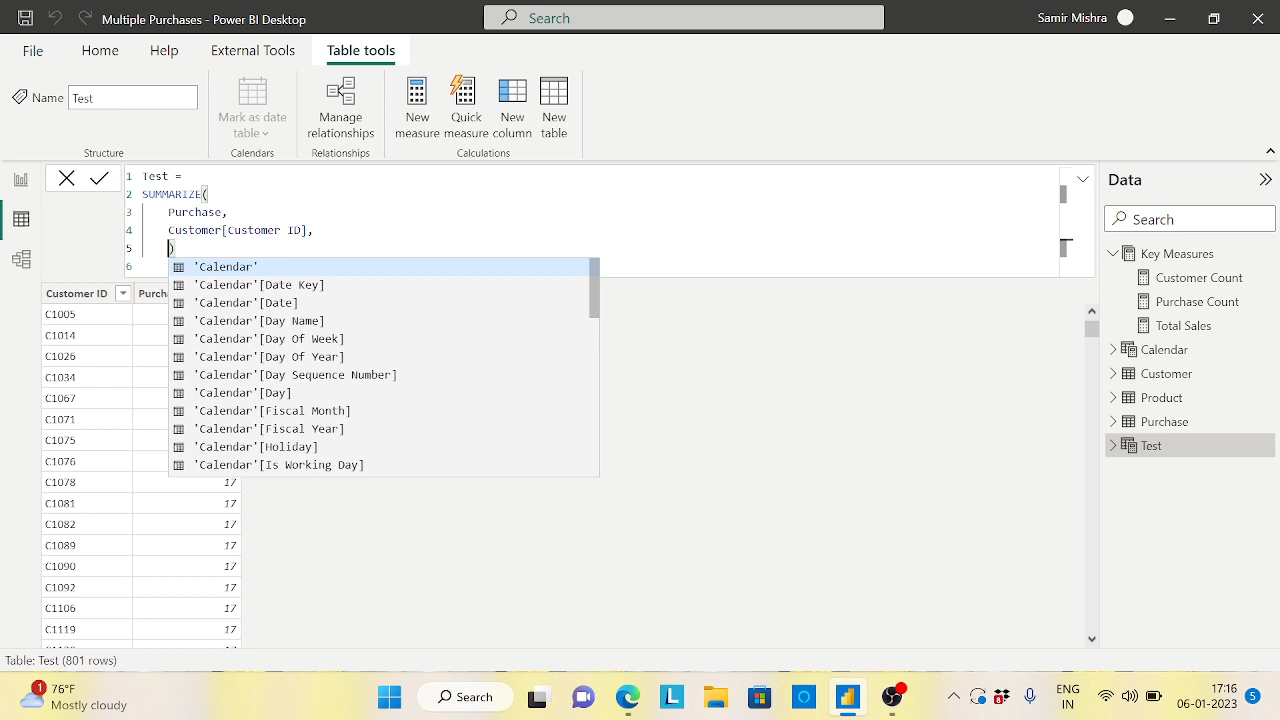 Multiple Purchases - Power BI Desktop
Search
Samir Mishra
File
Home
Help
External Tools
Table tools
Name
Test
Mark as date
table
Manage
relationships
New
measure
Quick
measure
New
column
New
table
Structure
Calendars
Relationships
Calculations
1 Test =
2 SUMMARIZE(
3 Purchase,
4 Customer[Customer ID],
5 )
6
'Calendar'
'Calendar'[Date Key]
'Calendar'[Date]
'Calendar'[Day Name]
'Calendar'[Day Of Week]
'Calendar'[Day Of Year]
'Calendar'[Day Sequence Number]
'Calendar'[Day]
'Calendar'[Fiscal Month]
'Calendar'[Fiscal Year]
'Calendar'[Holiday]
'Calendar'[Is Working Day]
Customer ID
Purcha
C1005
C1014
C1026
C1034
C1067
C1071
C1075
C1076
C1078 17
C1081 17
C1082 17
C1089 17
C1090 17
C1092 17
C1106 17
C1119 17
Data
Search
Key Measures
Customer Count
Purchase Count
Total Sales
Calendar
Customer
Product
Purchase
Test
Table: Test (801 rows)
1
76°F
Mostly cloudy
Search
L
8
ENG
IN
17:16
06-01-2023
5